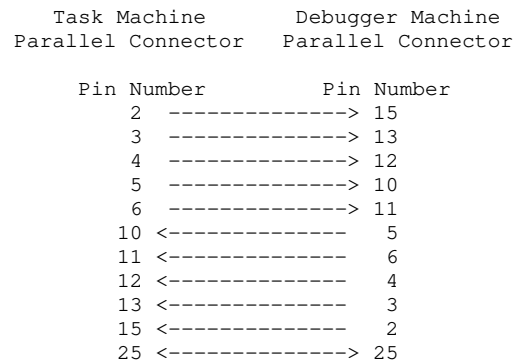 Task Machine Debugger Machine
Parallel Connector Parallel Connector
Pin Number Pin Number
2 --------------> 15
3 --------------> 13
4 --------------> 12
5 --------------> 10
6 --------------> 11
10 <-------------- 5
11 <-------------- 6
12 <-------------- 4
13 <-------------- 3
15 <-------------- 2
25 <--------------> 25